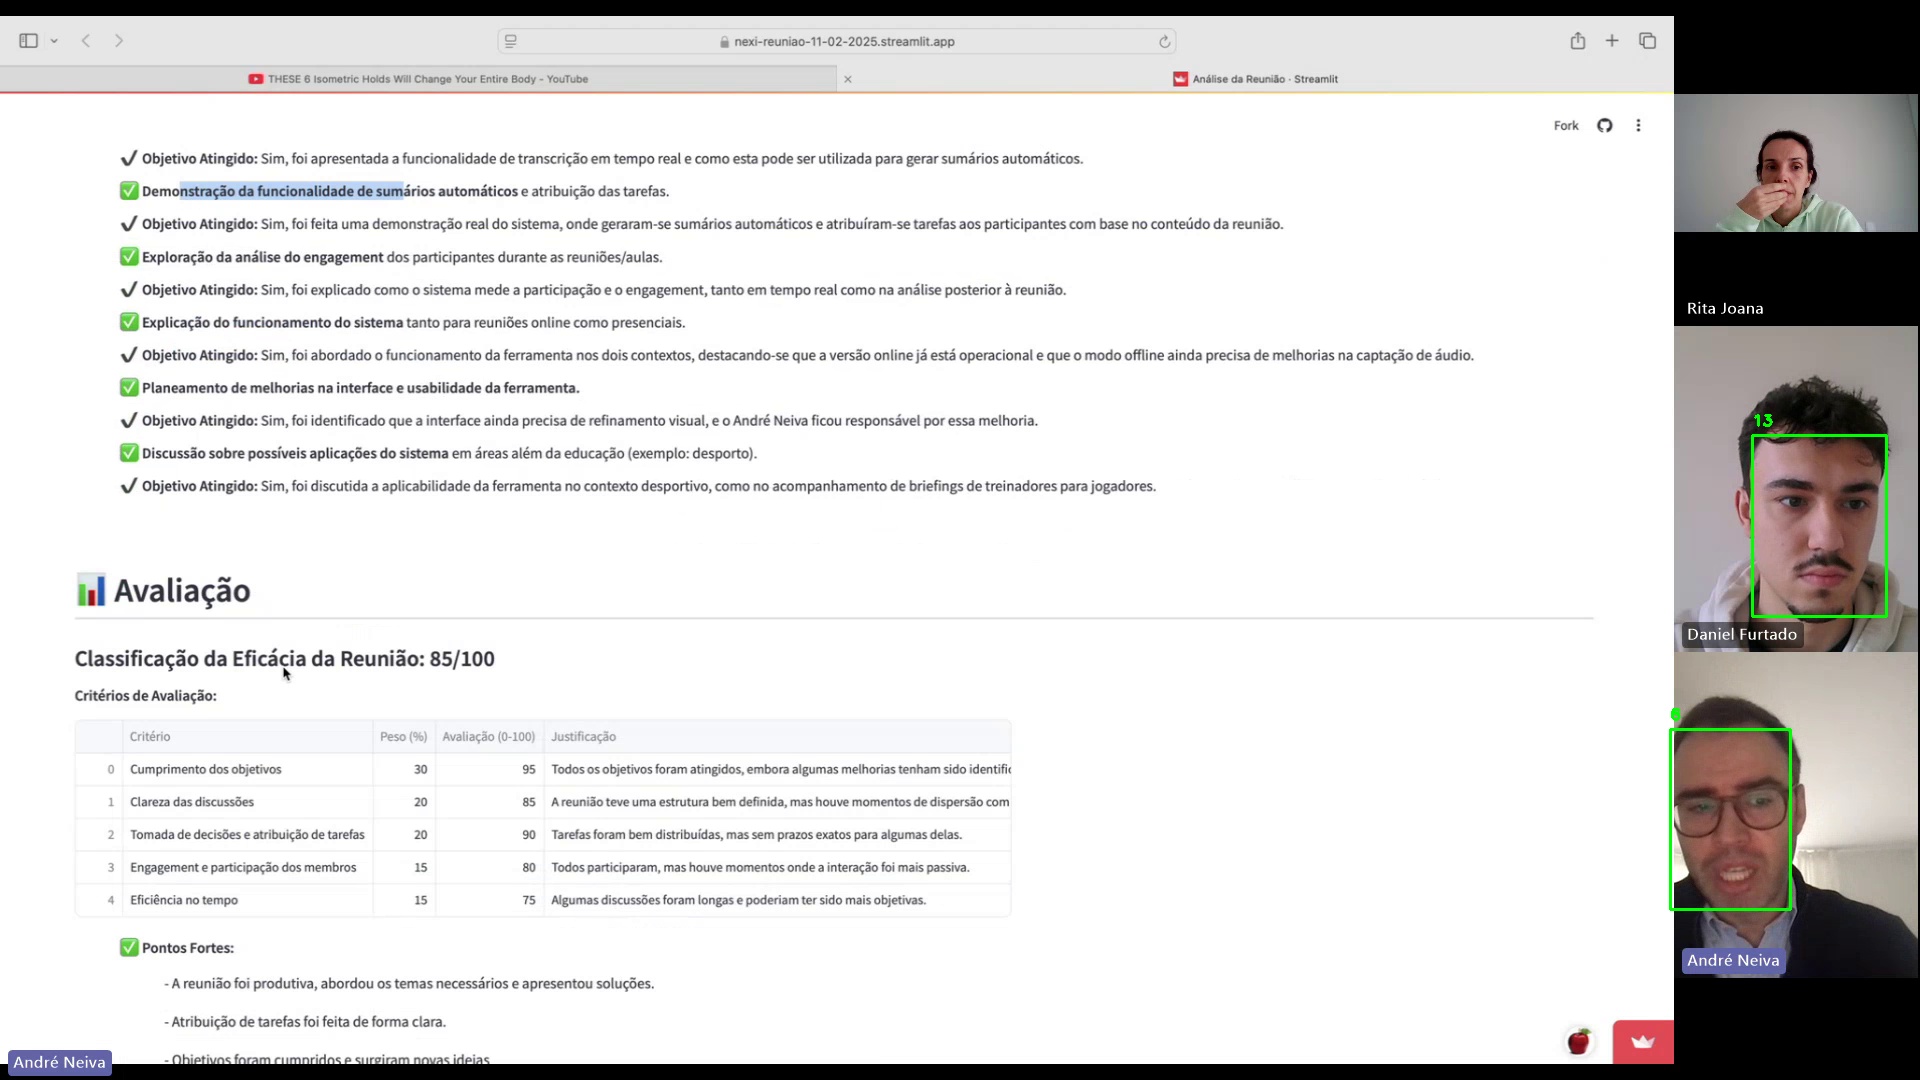 nexi-reuniao-11-02-2025.streamlit.app
THESE 6 Isometric Holds Will Change Your Entire Body - YouTube
Análise da Reunião · Streamlit
Fork
✔ Objetivo Atingido: Sim, foi apresentada a funcionalidade de transcrição em tempo real e como esta pode ser utilizada para gerar sumários automáticos.
✅ Demonstração da funcionalidade de sumários automáticos e atribuição das tarefas.
✔ Objetivo Atingido: Sim, foi feita uma demonstração real do sistema, onde geraram-se sumários automáticos e atribuíram-se tarefas aos participantes com base no conteúdo da reunião.
✅ Exploração da análise do engagement dos participantes durante as reuniões/aulas.
✔ Objetivo Atingido: Sim, foi explicado como o sistema mede a participação e o engagement, tanto em tempo real como na análise posterior à reunião.
✅ Explicação do funcionamento do sistema tanto para reuniões online como presenciais.
✔ Objetivo Atingido: Sim, foi abordado o funcionamento da ferramenta nos dois contextos, destacando-se que a versão online já está operacional e que o modo offline ainda precisa de melhorias na captação de áudio.
✅ Planeamento de melhorias na interface e usabilidade da ferramenta.
✔ Objetivo Atingido: Sim, foi identificado que a interface ainda precisa de refinamento visual, e o André Neiva ficou responsável por essa melhoria.
✅ Discussão sobre possíveis aplicações do sistema em áreas além da educação (exemplo: desporto).
✔ Objetivo Atingido: Sim, foi discutida a aplicabilidade da ferramenta no contexto desportivo, como no acompanhamento de briefings de treinadores para jogadores.
Avaliação
Classificação da Eficácia da Reunião: 85/100
Critérios de Avaliação:
Critério Peso (%) Avaliação (0-100) Justificação
0 Cumprimento dos objetivos 30 95 Todos os objetivos foram atingidos, embora algumas melhorias tenham sido identific
1 Clareza das discussões 20 85 A reunião teve uma estrutura bem definida, mas houve momentos de dispersão com
2 Tomada de decisões e atribuição de tarefas 20 90 Tarefas foram bem distribuídas, mas sem prazos exatos para algumas delas.
3 Engagement e participação dos membros 15 80 Todos participaram, mas houve momentos onde a interação foi mais passiva.
4 Eficiência no tempo 15 75 Algumas discussões foram longas e poderiam ter sido mais objetivas.
✅ Pontos Fortes:
- A reunião foi produtiva, abordou os temas necessários e apresentou soluções.
- Atribuição de tarefas foi feita de forma clara.
- Objetivos foram cumpridos e surgiram novas ideias
André Neiva
Rita Joana
13
Daniel Furtado
6
André Neiva